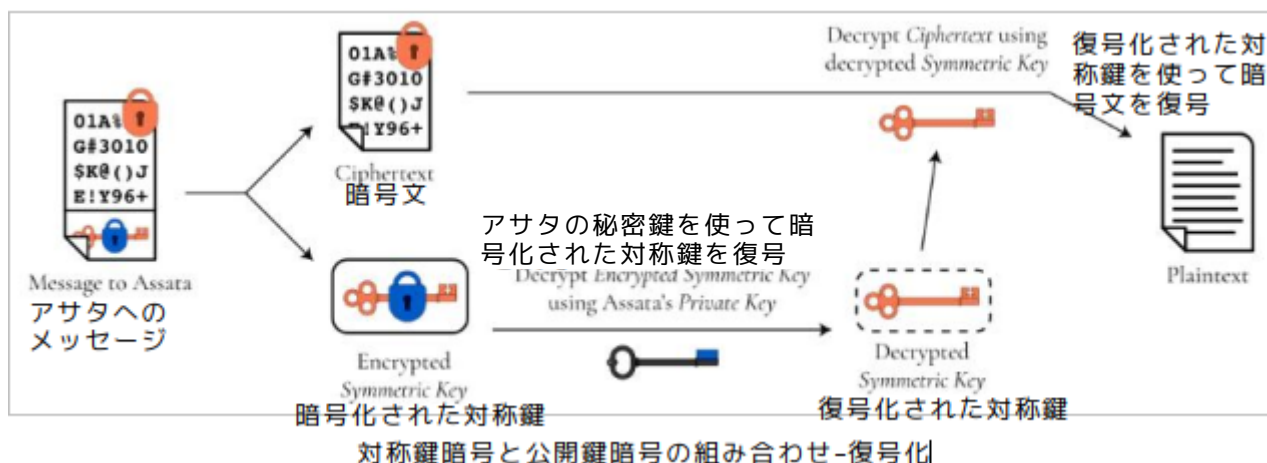 01A%
G#3010
$K@()J
E!Y96+
Message to Assata
アサタへの
メッセージ
01A%
G#3010
$K@()J
E!Y96+
Ciphertext
暗号文
Decrypt Ciphertext using
decrypted Symmetric Key
復号化された対
称鍵を使って暗
号文を復号
Plaintext
アサタの秘密鍵を使って暗
号化された対称鍵を復号
Decrypt Encrypted Symmetric Key
using Assata's Private Key
Encrypted
Symmetric Key
暗号化された対称鍵
Decrypted
Symmetric Key
復号化された対称鍵
対称鍵暗号と公開鍵暗号の組み合わせ-復号化